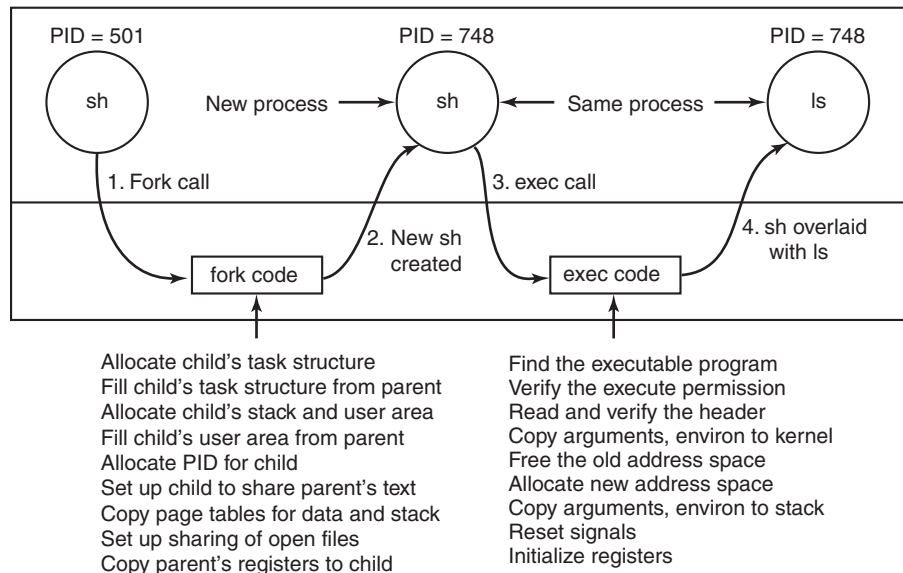 PID = 501
PID = 748
PID = 748
sh
New process
sh
Same process
ls
1. Fork call
3. exec call
2. New sh
created
4. sh overlaid
with ls
fork code
exec code
Allocate child's task structure
Fill child's task structure from parent
Allocate child's stack and user area
Fill child's user area from parent
Allocate PID for child
Set up child to share parent's text
Copy page tables for data and stack
Set up sharing of open files
Copy parent's registers to child
Find the executable program
Verify the execute permission
Read and verify the header
Copy arguments, environ to kernel
Free the old address space
Allocate new address space
Copy arguments, environ to stack
Reset signals
Initialize registers